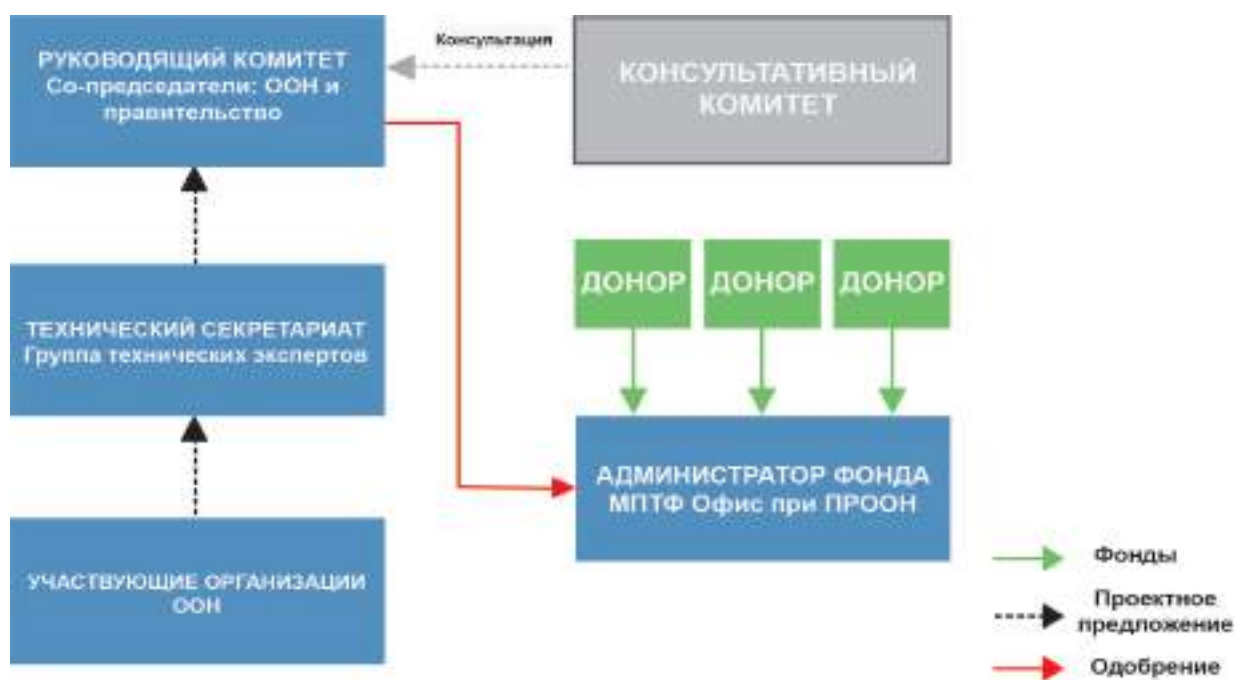 РУКОВОДЯЩИЙ КОМИТЕТ
Со-председатели: ООН и
правительство
Консультация
КОНСУЛЬТАТИВНЫЙ
КОМИТЕТ
ДОНОР
ДОНОР
ДОНОР
ТЕХНИЧЕСКИЙ СЕКРЕТАРИАТ
Группа технических экспертов
АДМИНИСТРАТОР ФОНДА
МПТФ Офис при ПРООН
УЧАСТВУЮЩИЕ ОРГАНИЗАЦИИ
ООН
Фонды
Проектное
предложение
Одобрение